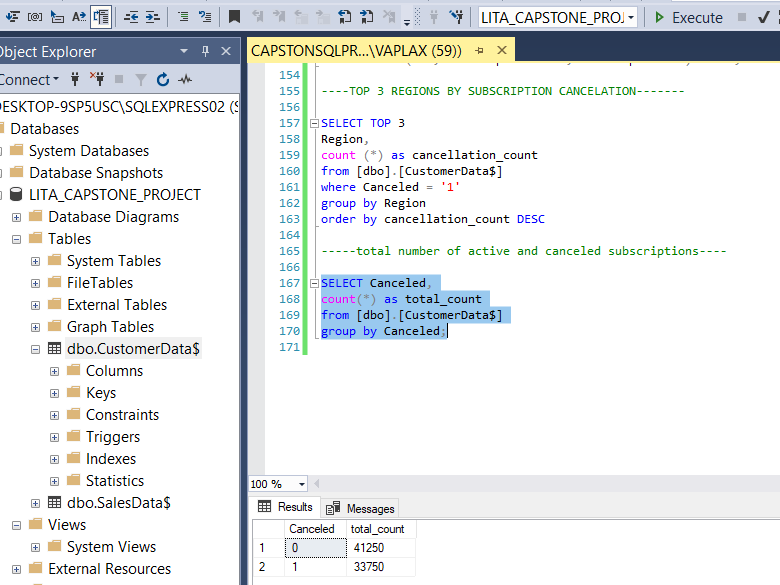 LITA_CAPSTONE_PROJ
Execute
Object Explorer
CAPSTONSQLPR...\VAPLAX (59))
Connect
DESKTOP-9SP5USC\SQLEXPRESS02 (S
Databases
System Databases
Database Snapshots
LITA_CAPSTONE_PROJECT
Database Diagrams
Tables
System Tables
FileTables
External Tables
Graph Tables
dbo.CustomerData$
Columns
Keys
Constraints
Triggers
Indexes
Statistics
dbo.SalesData$
Views
System Views
External Resources
154
155 ----TOP 3 REGIONS BY SUBSCRIPTION CANCELATION-------
156
157 SELECT TOP 3
158 Region,
159 count (*) as cancellation_count
160 from [dbo].[CustomerData$]
161 where Canceled = '1'
162 group by Region
163 order by cancellation_count DESC
164
165 -----total number of active and canceled subscriptions----
166
167 SELECT Canceled,
168 count(*) as total_count
169 from [dbo].[CustomerData$]
170 group by Canceled;
171
100 %
Results Messages
Canceled total_count
1 0 41250
2 1 33750